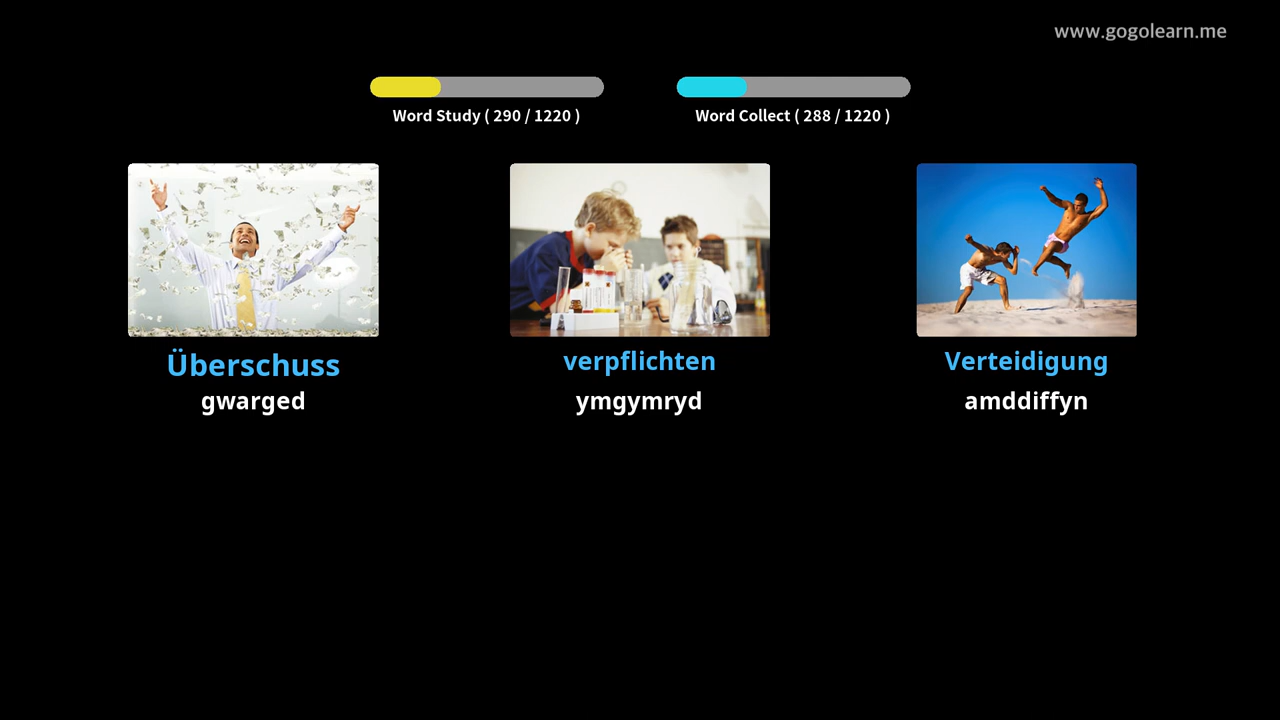 www.gogolearn.me
Word Study ( 290 / 1220 )
Word Collect ( 288 / 1220 )
Überschuss
gwarged
verpflichten
ymgymryd
Verteidigung
amddiffyn